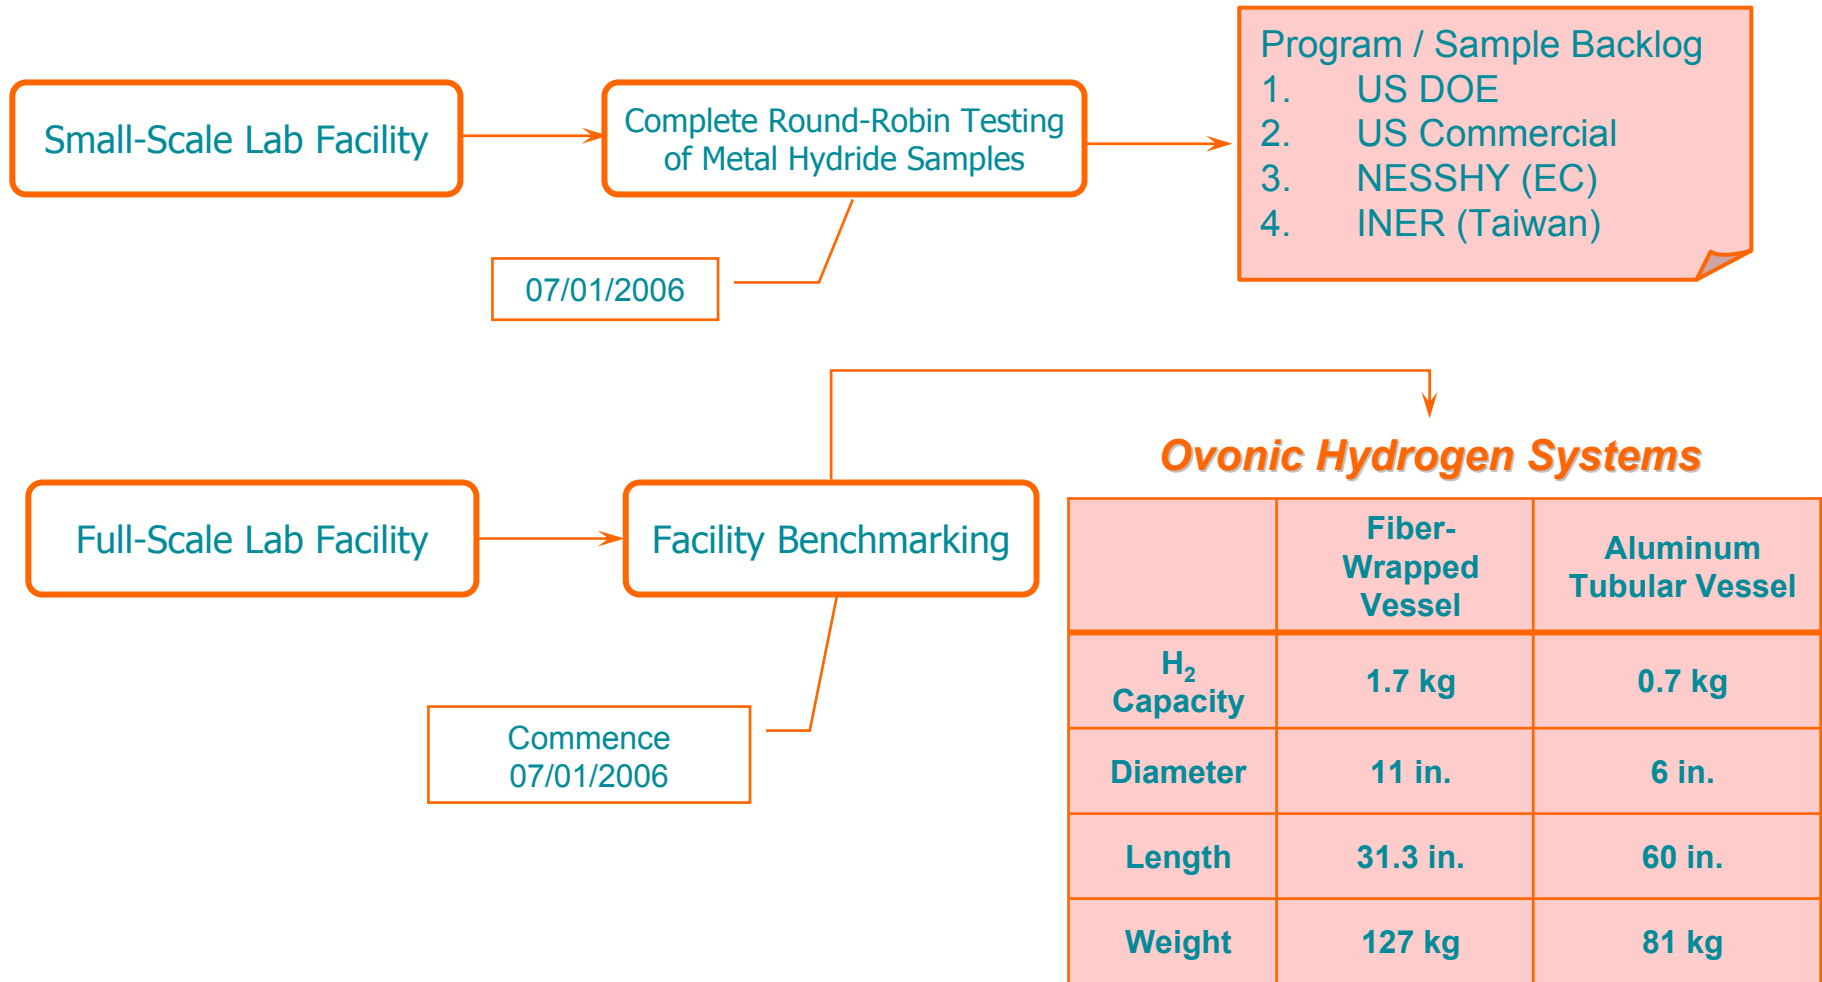 Small-Scale Lab Facility
Complete Round-Robin Testing
of Metal Hydride Samples
Program / Sample Backlog
1. US DOE
2. US Commercial
3. NESSHY (EC)
4. INER (Taiwan)
07/01/2006
Full-Scale Lab Facility
Facility Benchmarking
Commence
07/01/2006
Ovonic Hydrogen Systems
Fiber-
Wrapped
Vessel
Aluminum
Tubular Vessel
H2
Capacity
1.7 kg
0.7 kg
Diameter
11 in.
6 in.
Length
31.3 in.
60 in.
Weight
127 kg
81 kg